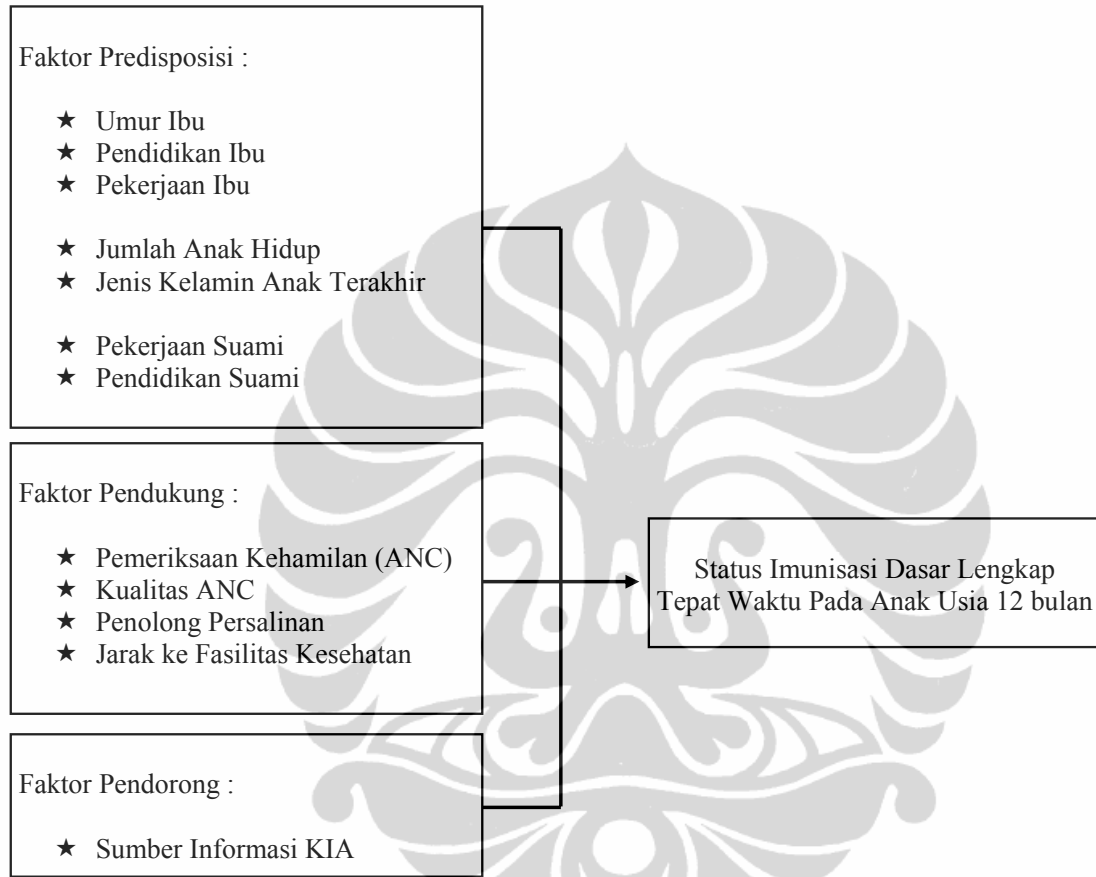 Faktor Predisposisi :
★ Umur Ibu
★ Pendidikan Ibu
★ Pekerjaan Ibu
★ Jumlah Anak Hidup
★ Jenis Kelamin Anak Terakhir
★ Pekerjaan Suami
★ Pendidikan Suami
Faktor Pendukung :
★ Pemeriksaan Kehamilan (ANC)
★ Kualitas ANC
★ Penolong Persalinan
★ Jarak ke Fasilitas Kesehatan
Faktor Pendorong :
★ Sumber Informasi KIA
Status Imunisasi Dasar Lengkap
Tepat Waktu Pada Anak Usia 12 bulan